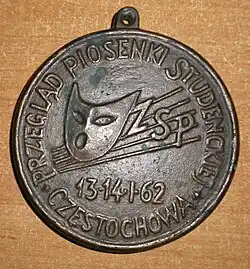 PRZEGLĄD PIOSENKI STUDENCKIEJ
ZSP
13-14·I·62
CZĘSTOCHOWA